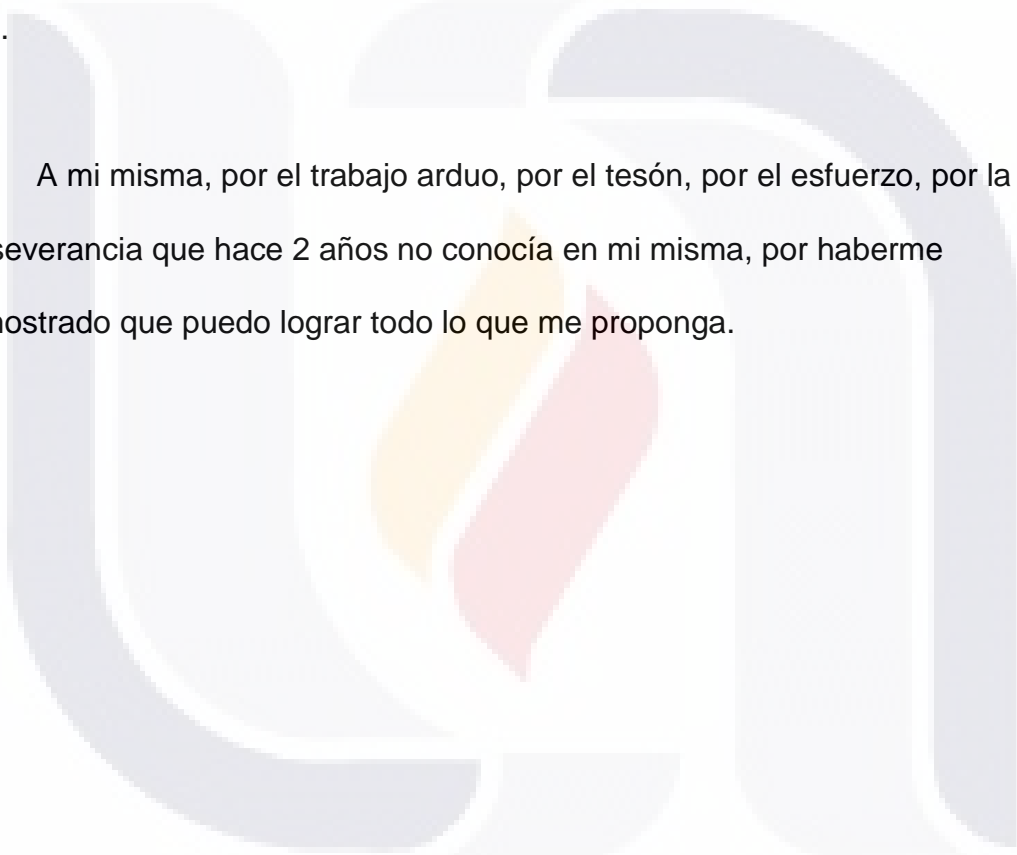 .
A mi misma, por el trabajo arduo, por el tesón, por el esfuerzo, por la
severancia que hace 2 años no conocía en mi misma, por haberme
nostrado que puedo lograr todo lo que me proponga.